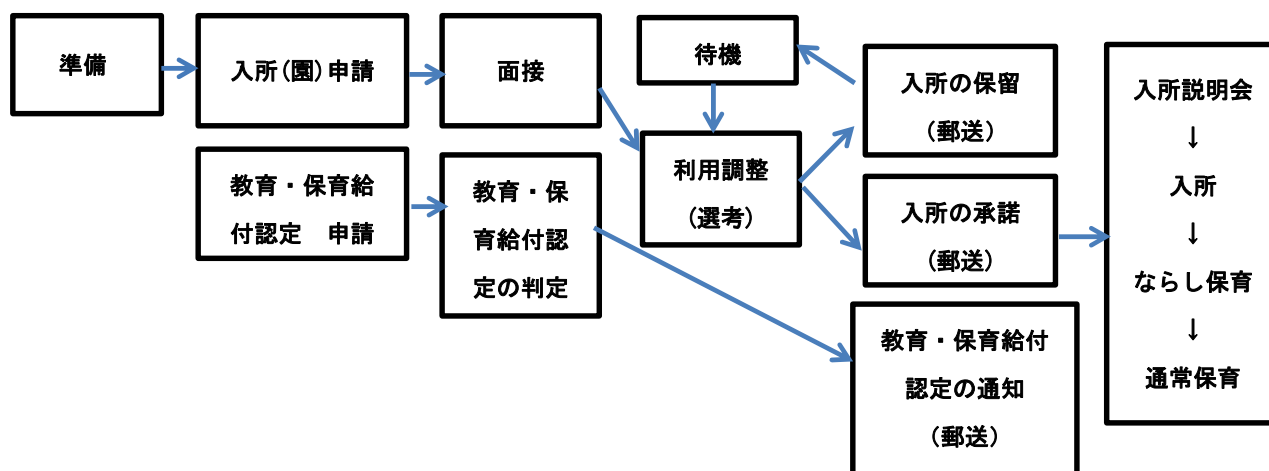 準備
入所(園)申請
面接
待機
入所の保留
(郵送)
入所説明会
↓
入所
↓
ならし保育
↓
通常保育
教育・保育給
付認定　申請
教育・保
育給付認
定の判定
利用調整
(選考)
入所の承諾
(郵送)
教育・保育給付
認定の通知
(郵送)